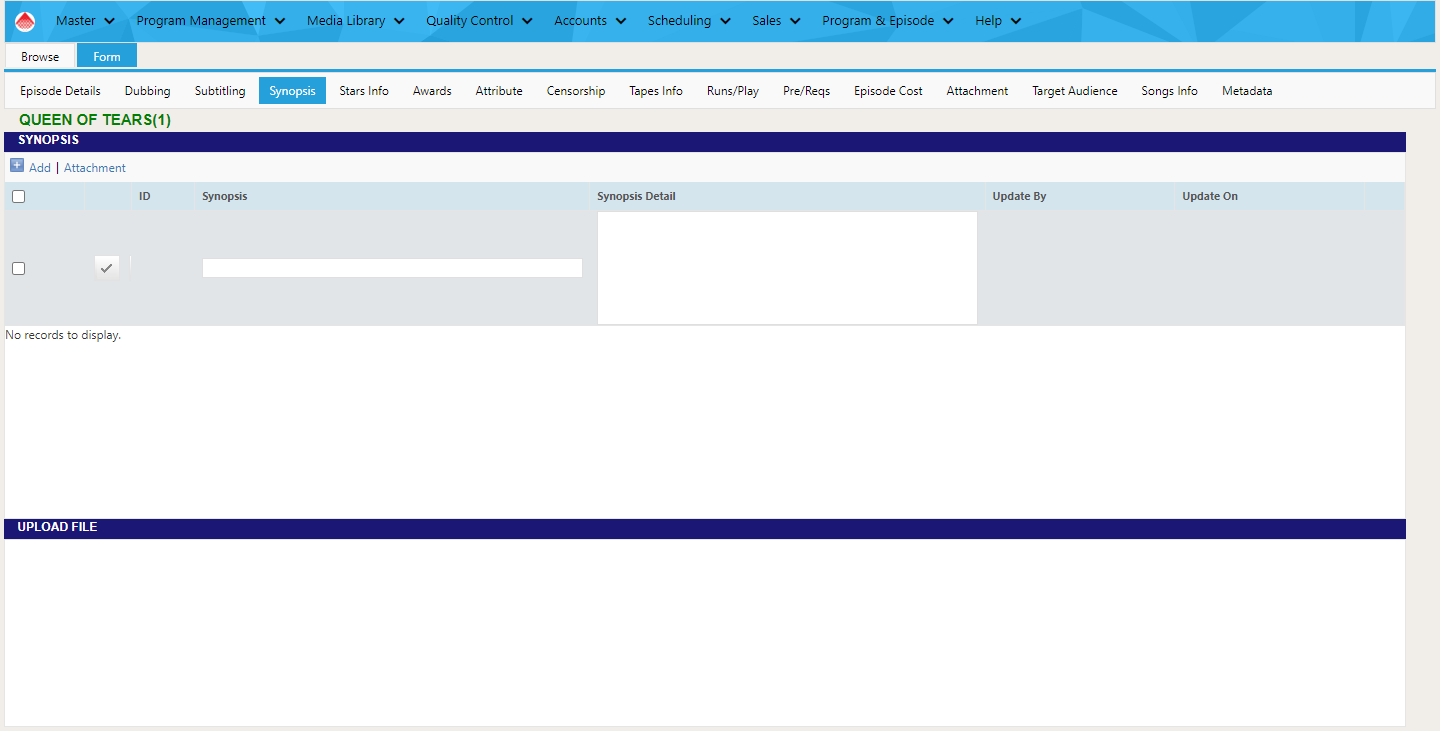 Master Program Management Media Library Quality Control Accounts Scheduling Sales Program & Episode Help
Browse Form
Episode Details Dubbing Subtitling Synopsis Stars Info Awards Attribute Censorship Tapes Info Runs/Play Pre/Reqs Episode Cost Attachment Target Audience Songs Info Metadata
QUEEN OF TEARS(1)
SYNOPSIS
Add | Attachment
ID Synopsis Synopsis Detail Update By Update On
No records to display.
UPLOAD FILE